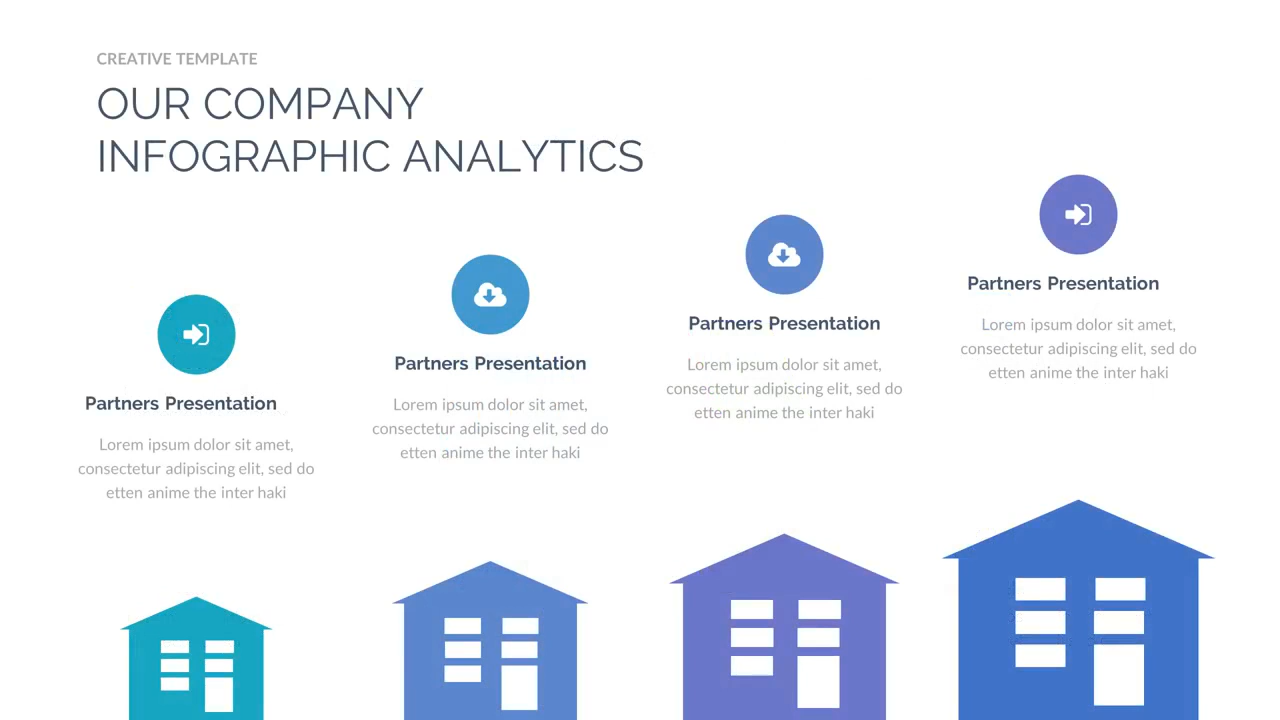 CREATIVE TEMPLATE
OUR COMPANY
INFOGRAPHIC ANALYTICS
Partners Presentation
Lorem ipsum dolor sit amet,
consectetur adipiscing elit, sed do
etten anime the inter haki
Partners Presentation
Lorem ipsum dolor sit amet,
consectetur adipiscing elit, sed do
etten anime the inter haki
Partners Presentation
Lorem ipsum dolor sit amet,
consectetur adipiscing elit, sed do
etten anime the inter haki
Partners Presentation
Lorem ipsum dolor sit amet,
consectetur adipiscing elit, sed do
etten anime the inter haki